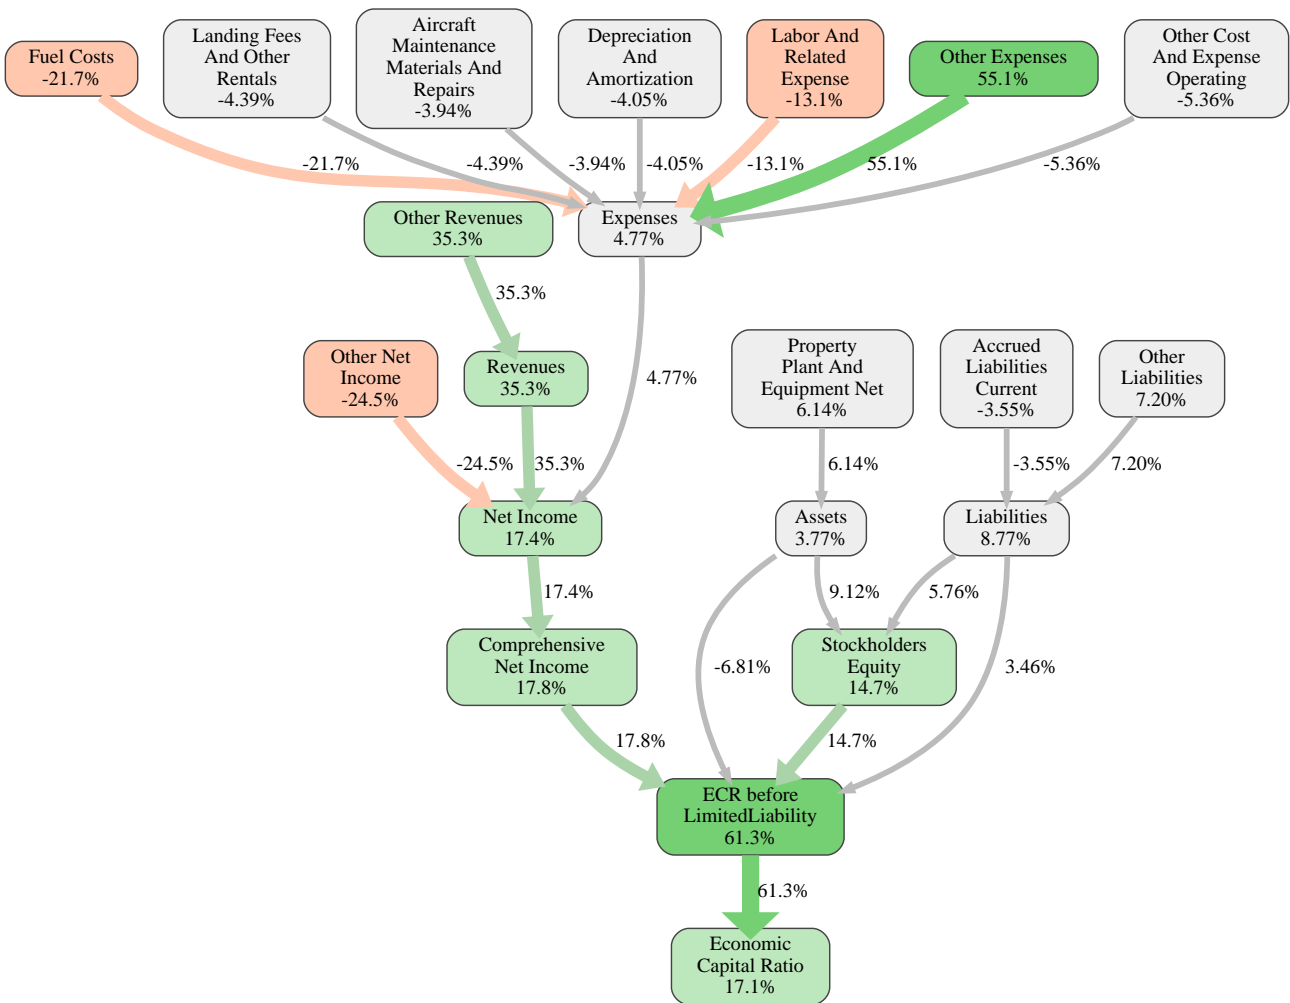 Fuel Costs
-21.7%
Landing Fees
And Other
Rentals
-4.39%
Aircraft
Maintenance
Materials And
Repairs
-3.94%
Depreciation
And
Amortization
-4.05%
Labor And
Related
Expense
-13.1%
Other Expenses
55.1%
Other Cost
And Expense
Operating
-5.36%
-21.7%
-4.39%
-3.94%
-4.05%
-13.1%
55.1%
-5.36%
Other Revenues
35.3%
Expenses
4.77%
35.3%
Other Net
Income
-24.5%
Revenues
35.3%
4.77%
Property
Plant And
Equipment Net
6.14%
Accrued
Liabilities
Current
-3.55%
Other
Liabilities
7.20%
-24.5%
35.3%
6.14%
-3.55%
7.20%
Net Income
17.4%
Assets
3.77%
Liabilities
8.77%
17.4%
9.12%
5.76%
Comprehensive
Net Income
17.8%
-6.81%
Stockholders
Equity
14.7%
3.46%
17.8%
14.7%
ECR before
LimitedLiability
61.3%
61.3%
Economic
Capital Ratio
17.1%